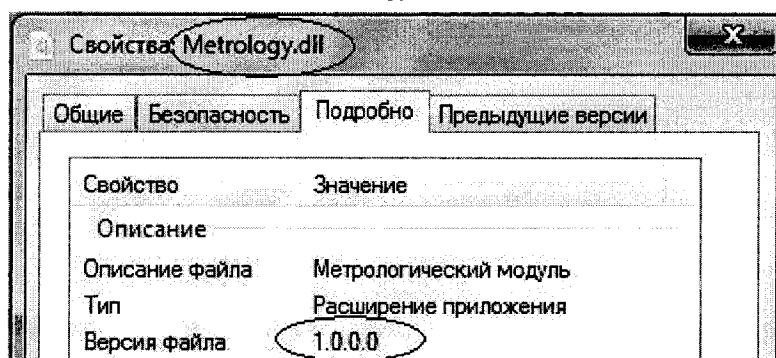 Свойства: Metrology.dll
Общие Безопасность Подробно Предыдущие версии
Свойство Значение
Описание
Описание файла Метрологический модуль
Тип Расширение приложения
Версия файла 1.0.0.0